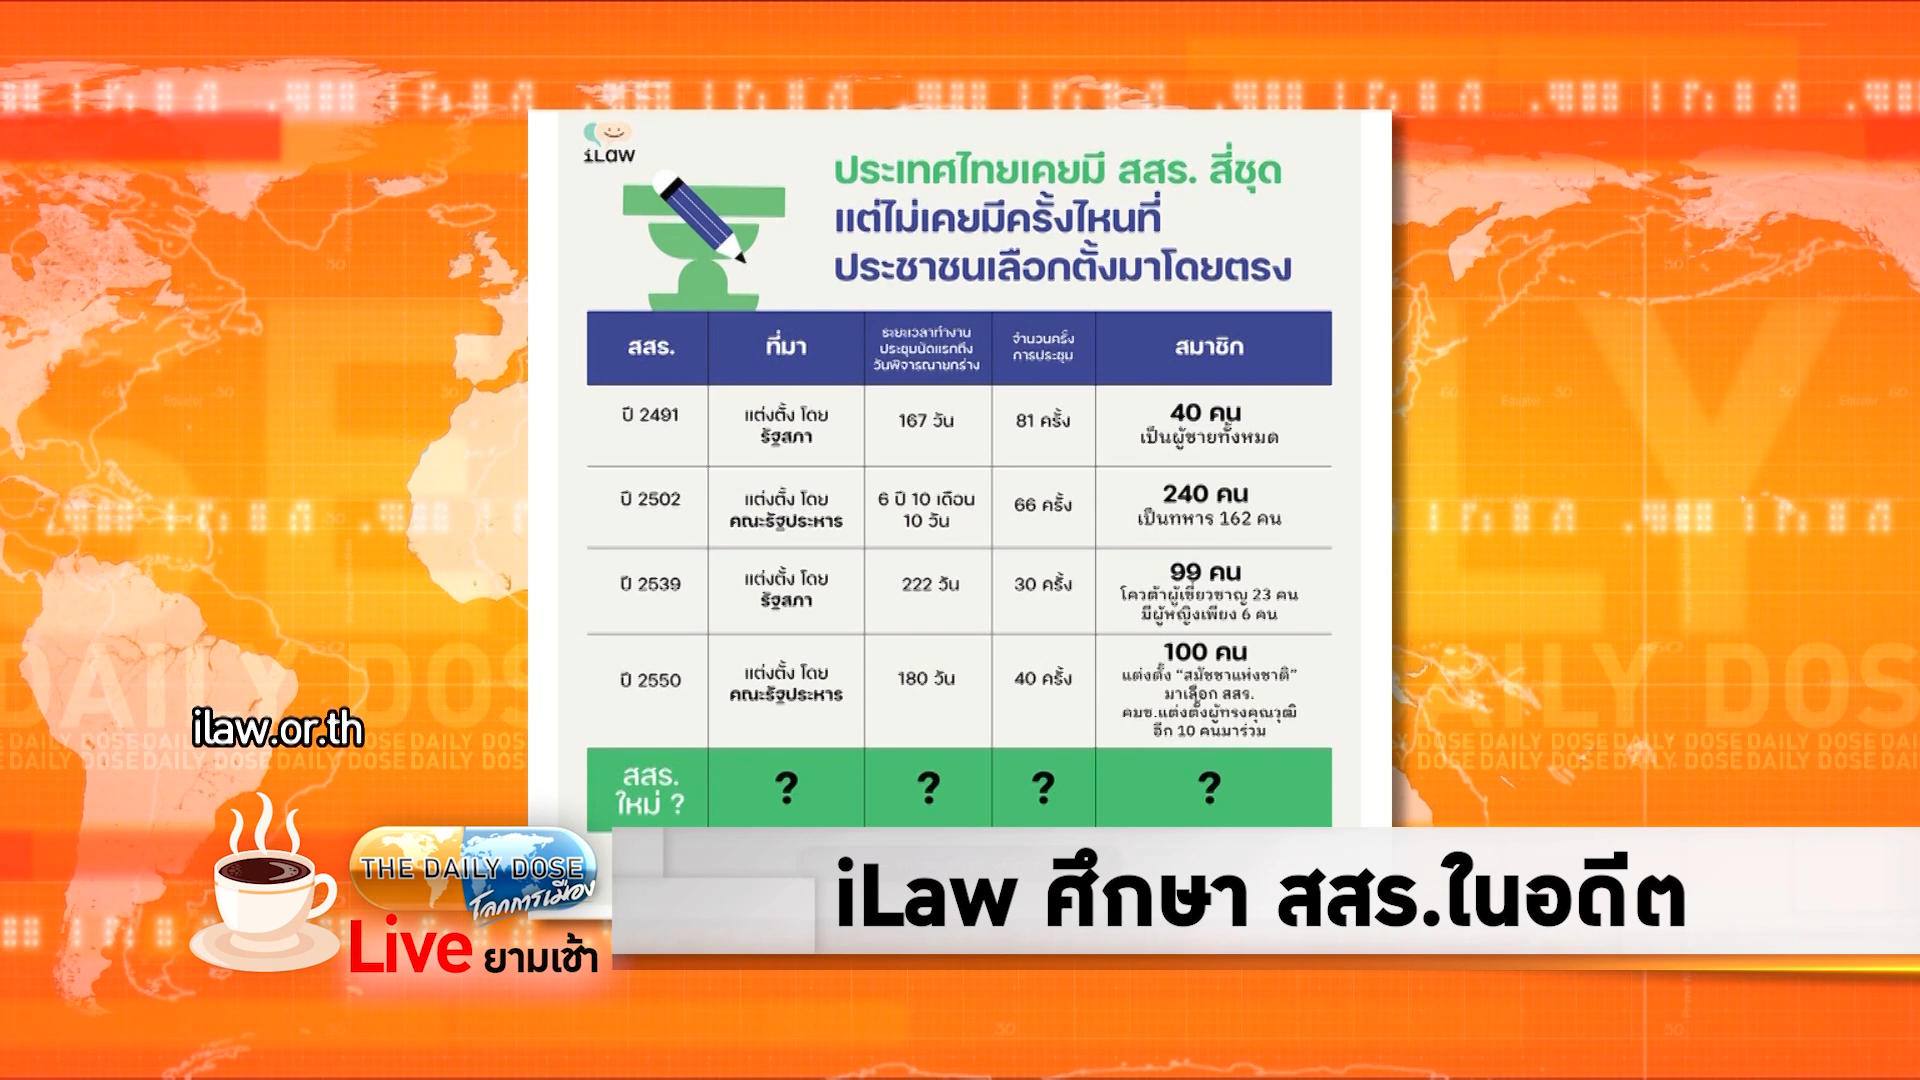 iLaw
ประเทศไทยเคยมี สสร. สี่ชุด
แต่ไม่เคยมีครั้งไหนที่
ประชาชนเลือกตั้งมาโดยตรง
สสร.
ที่มา
ระยะเวลาทำงาน
ประชุมนัดแรกถึง
วันพิจารณายกร่าง
จำนวนครั้ง
การประชุม
สมาชิก
ปี 2491
แต่งตั้ง โดย
รัฐสภา
167 วัน
81 ครั้ง
40 คน
เป็นผู้ชายทั้งหมด
ปี 2502
แต่งตั้ง โดย
คณะรัฐประหาร
6 ปี 10 เดือน
10 วัน
66 ครั้ง
240 คน
เป็นทหาร 162 คน
ปี 2539
แต่งตั้ง โดย
รัฐสภา
222 วัน
30 ครั้ง
99 คน
โควต้าผู้เชี่ยวชาญ 23 คน
มีผู้หญิงเพียง 6 คน
ปี 2550
แต่งตั้ง โดย
คณะรัฐประหาร
180 วัน
40 ครั้ง
100 คน
แต่งตั้ง “สมัชชาแห่งชาติ”
มาเลือก สสร.
คมช.แต่งตั้งผู้ทรงคุณวุฒิ
อีก 10 คนมาร่วม
สสร.
ใหม่ ?
?
?
?
?
ilaw.or.th
THE DAILY DOSE
โลกการเมือง
Live ยามเช้า
iLaw ศึกษา สสร.ในอดีต
DAILY DOSE